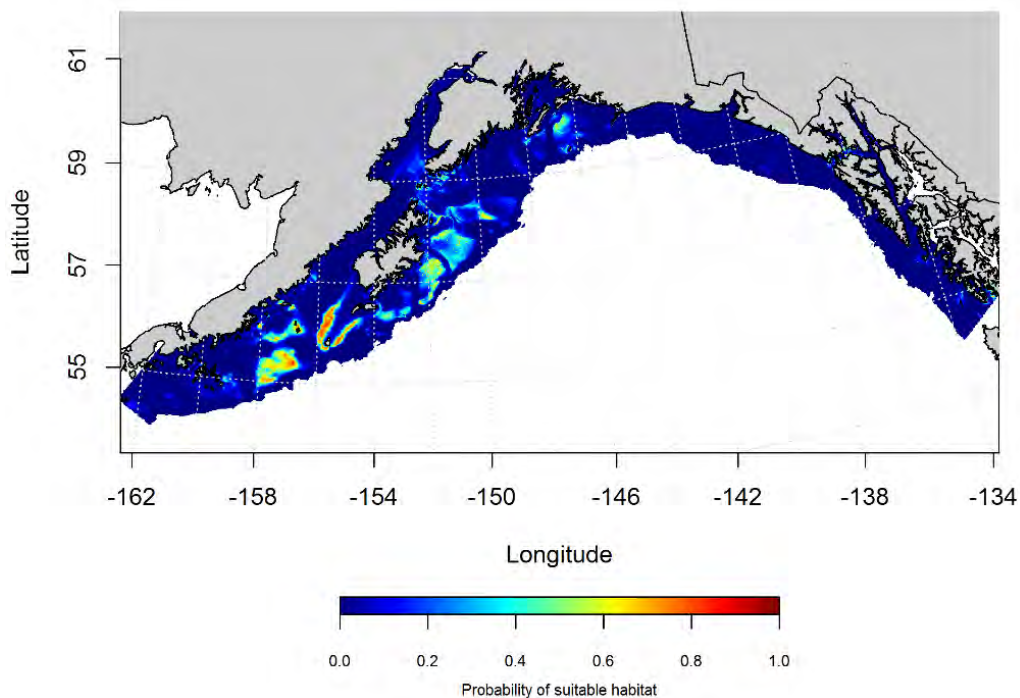 61
59
57
55
Latitude
-162 -158 -154 -150 -146 -142 -138 -134
Longitude
0.0 0.2 0.4 0.6 0.8 1.0
Probability of suitable habitat